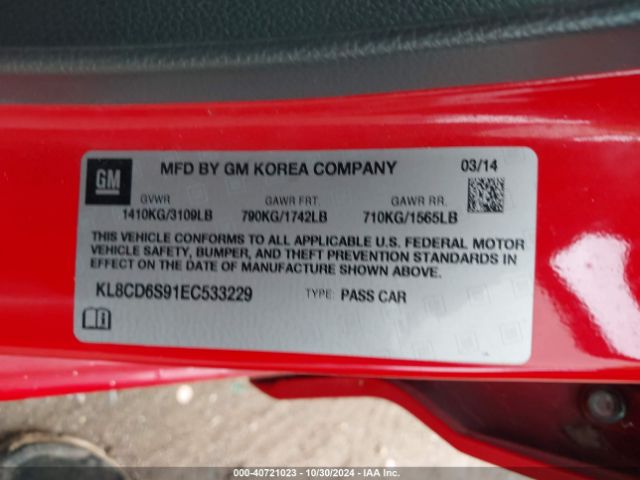 GM
MFD BY GM KOREA COMPANY
03/14
GVWR GAWR FRT. GAWR RR.
1410KG/3109LB 790KG/1742LB 710KG/1565LB
THIS VEHICLE CONFORMS TO ALL APPLICABLE U.S. FEDERAL MOTOR
VEHICLE SAFETY, BUMPER, AND THEFT PREVENTION STANDARDS IN
EFFECT ON THE DATE OF MANUFACTURE SHOWN ABOVE.
KL8CD6S91EC533229 TYPE: PASS CAR
000-40721023 | 10/30/2024 | IAA Inc.